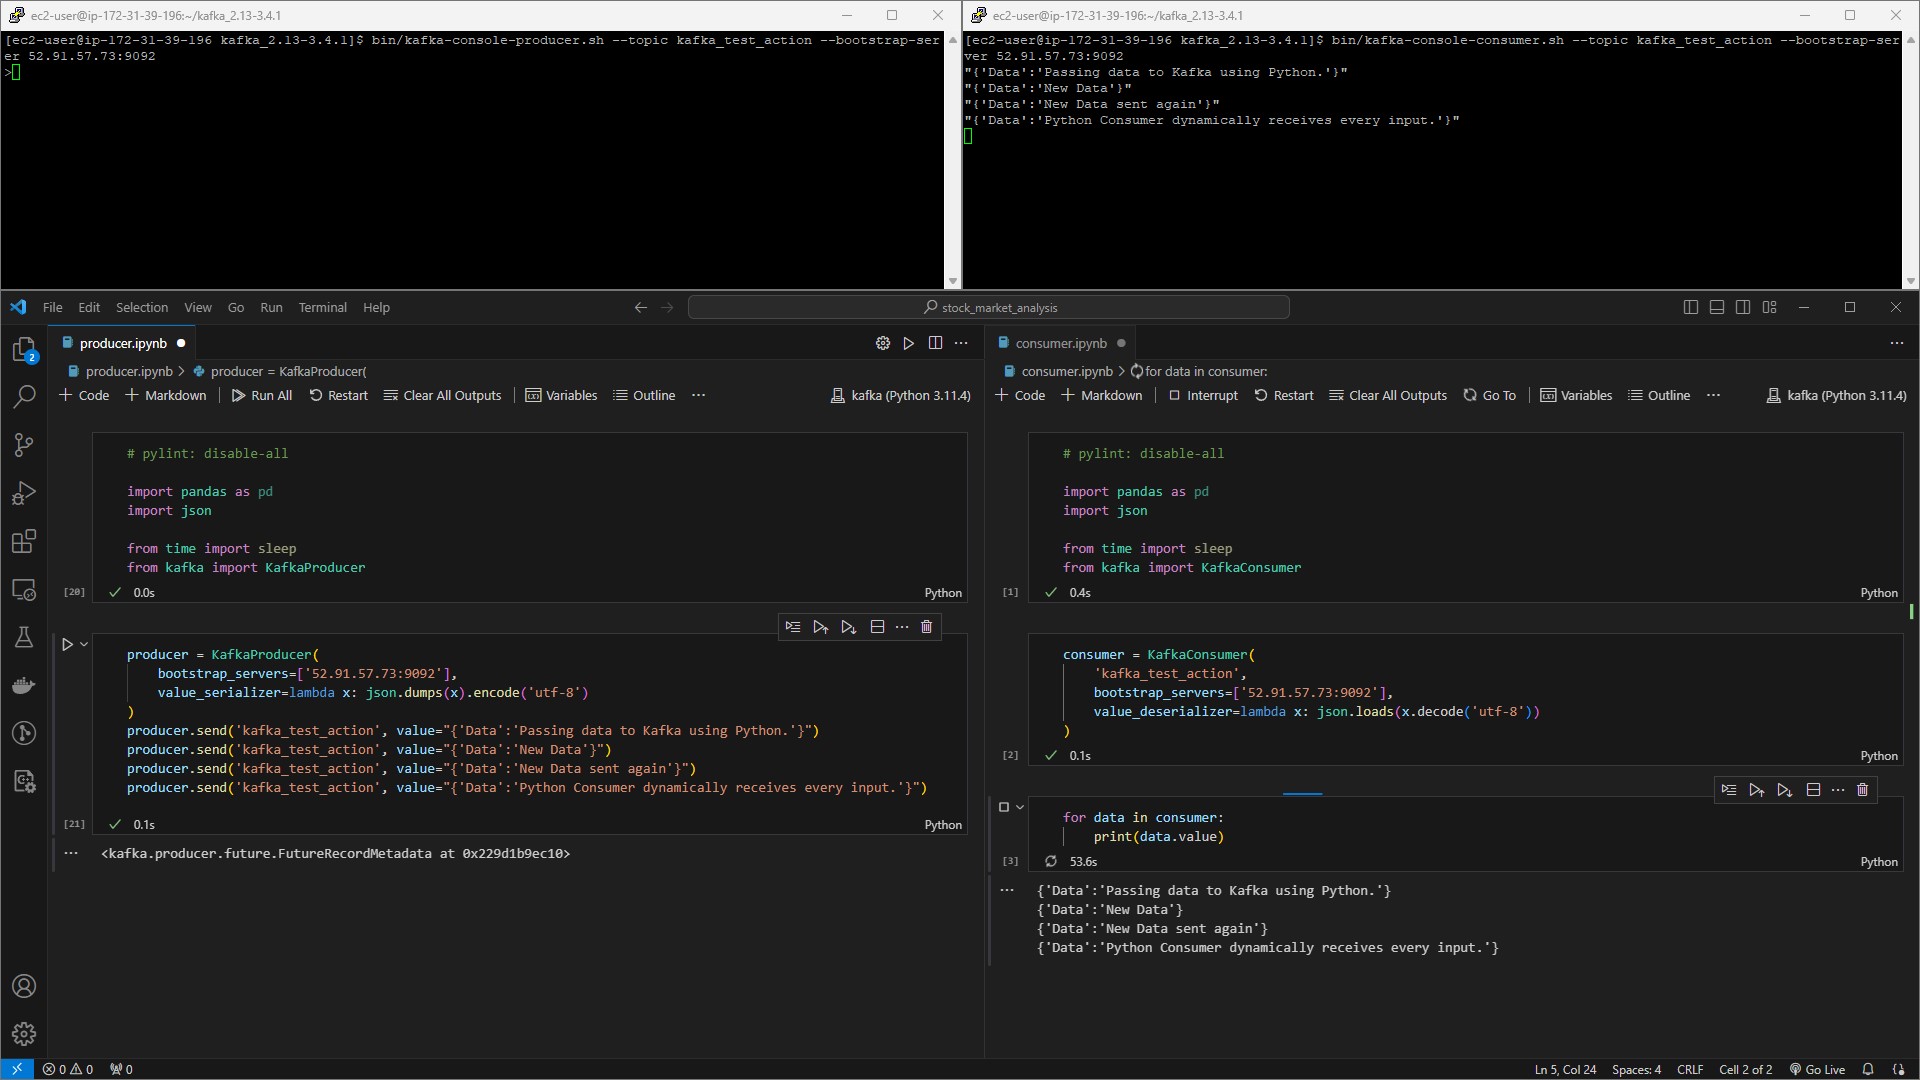 ec2-user@ip-172-31-39-196:~/kafka_2.13-3.4.1
[ec2-user@ip-172-31-39-196 kafka_2.13-3.4.1]$ bin/kafka-console-producer.sh --topic kafka_test_action --bootstrap-ser
er 52.91.57.73:9092
>
ec2-user@ip-172-31-39-196:~/kafka_2.13-3.4.1
[ec2-user@ip-172-31-39-196 kafka_2.13-3.4.1]$ bin/kafka-console-consumer.sh --topic kafka_test_action --bootstrap-ser
ver 52.91.57.73:9092
"{'Data':'Passing data to Kafka using Python.'}"
"{'Data':'New Data'}"
"{'Data':'New Data sent again'}"
"{'Data':'Python Consumer dynamically receives every input.'}"
File Edit Selection View Go Run Terminal Help
stock_market_analysis
2
producer.ipynb
producer.ipynb > producer = KafkaProducer(
+ Code + Markdown Run All Restart Clear All Outputs Variables Outline ... kafka (Python 3.11.4)
# pylint: disable-all
import pandas as pd
import json
from time import sleep
from kafka import KafkaProducer
[20] 0.0s Python
producer = KafkaProducer(
bootstrap_servers=['52.91.57.73:9092'],
value_serializer=lambda x: json.dumps(x).encode('utf-8')
)
producer.send('kafka_test_action', value="{'Data':'Passing data to Kafka using Python.'}")
producer.send('kafka_test_action', value="{'Data':'New Data'}")
producer.send('kafka_test_action', value="{'Data':'New Data sent again'}")
producer.send('kafka_test_action', value="{'Data':'Python Consumer dynamically receives every input.'}")
[21] 0.1s Python
... <kafka.producer.future.FutureRecordMetadata at 0x229d1b9ec10>
consumer.ipynb
consumer.ipynb > for data in consumer:
+ Code + Markdown Interrupt Restart Clear All Outputs Go To Variables Outline ... kafka (Python 3.11.4)
# pylint: disable-all
import pandas as pd
import json
from time import sleep
from kafka import KafkaConsumer
[1] 0.4s Python
consumer = KafkaConsumer(
'kafka_test_action',
bootstrap_servers=['52.91.57.73:9092'],
value_deserializer=lambda x: json.loads(x.decode('utf-8'))
)
[2] 0.1s Python
for data in consumer:
print(data.value)
[3] 53.6s Python
... {'Data':'Passing data to Kafka using Python.'}
{'Data':'New Data'}
{'Data':'New Data sent again'}
{'Data':'Python Consumer dynamically receives every input.'}
0 0 0 Ln 5, Col 24 Spaces: 4 CRLF Cell 2 of 2 Go Live